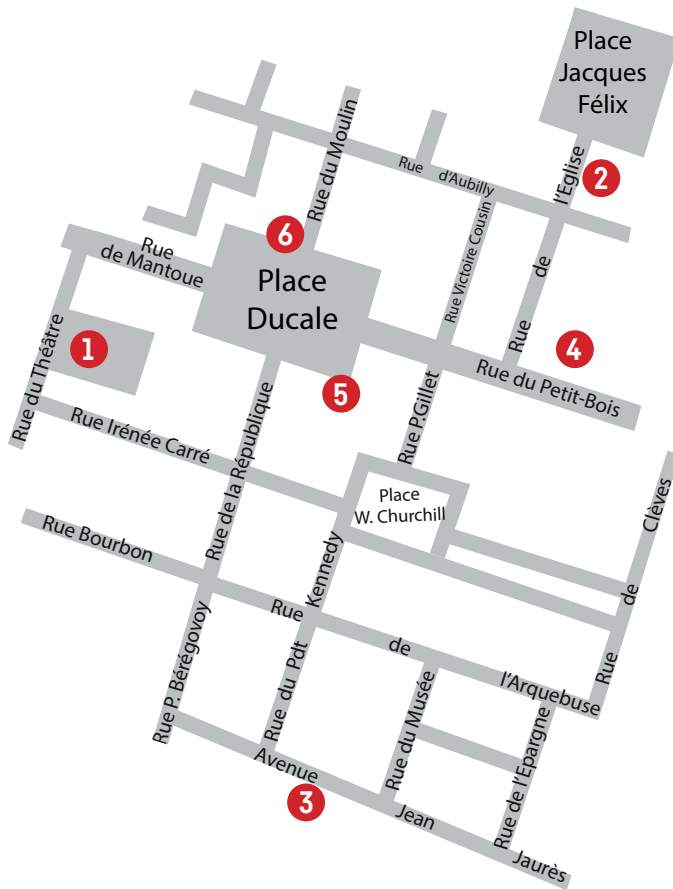 Place
Jacques
Félix
Rue du Moulin
Rue d'Aubilly
2
Rue de l'Eglise
6
Rue
de Mantoue
Place
Ducale
Rue Victoire Cousin
1
Rue du Théâtre
4
5
Rue du Petit-Bois
Rue P.Gillet
Rue Irénée Carré
Rue de la République
Place
W. Churchill
Rue de Clèves
Rue Bourbon
Rue du Pdt Kennedy
Rue de l'Arquebuse
Rue P. Bérégovoy
Rue du Musée
Rue de l'Epargne
3
Avenue Jean Jaurès